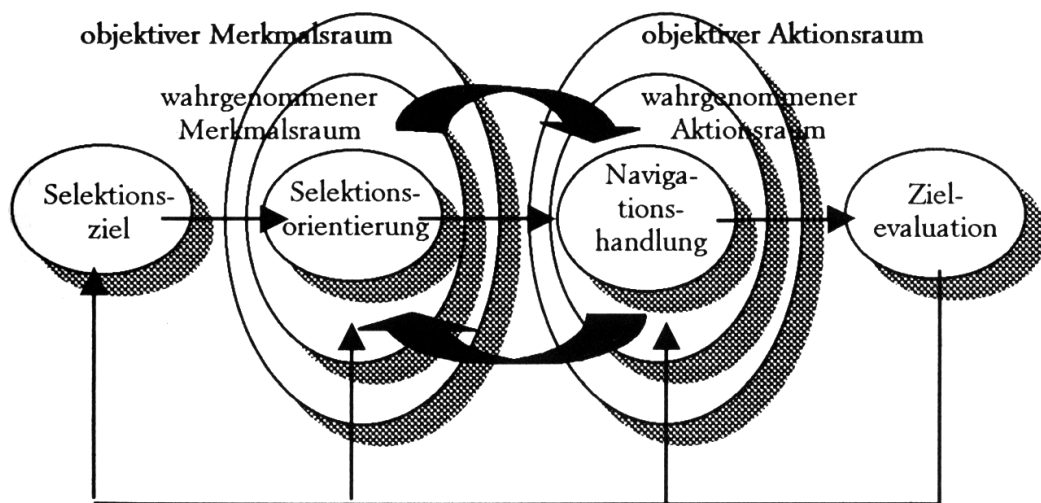 objektiver Merkmalsraum
objektiver Aktionsraum
wahrgenommener
Merkmalsraum
wahrgenommener
Aktionsraum
Selektions-
ziel
Selektions-
orientierung
Naviga-
tions-
handlung
Ziel-
evaluation